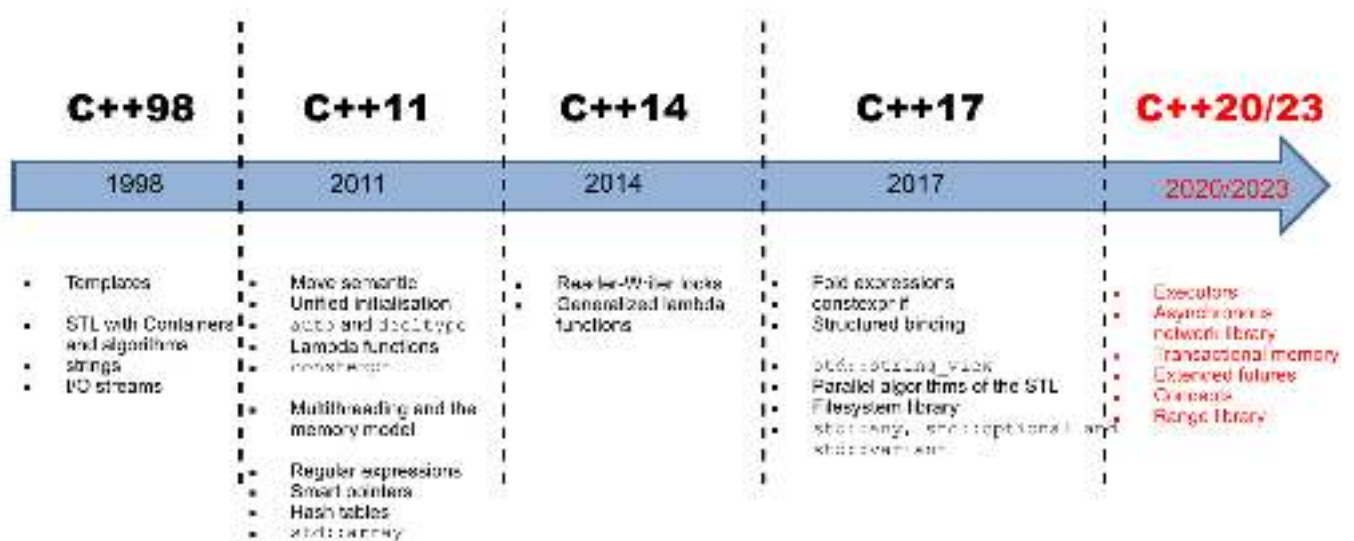 C++98
C++11
C++14
C++17
C++20/23
1998
2011
2014
2017
2020/2023
Templates
STL with Containers
and algorithms
strings
I/O streams
Move semantic
Unified initialisation
auto and decltype
Lambda functions
constexpr
Multithreading and the
memory model
Regular expressions
Smart pointers
Hash tables
std::array
Reader-Writer locks
Generalized lambda
functions
Fold expressions
constexpr if
Structured binding
std::string_view
Parallel algorithms of the STL
Filesystem library
std::any, std::optional and
std::variant
Executors
Asynchronous
network library
Transactional memory
Extended futures
Concepts
Range library